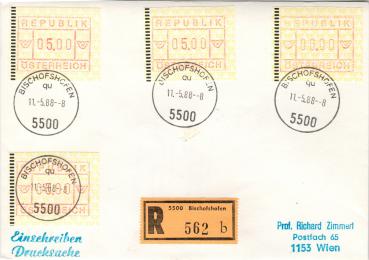 REPUBLIK
05,00
ÖSTERREICH
REPUBLIK
05,00
ÖSTERREICH
REPUBLIK
ÖSTERREICH
BISCHOFSHOFEN
qu
11.-5.88-8
5500
BISCHOFSHOFEN
qu
11.-5.88-8
5500
BISCHOFSHOFEN
qu
11.-5.88-8
5500
BISCHOFSHOFEN
qu
5500
5500 Bischofshofen
R 562 b
Einschreiben
Drucksache
Prof. Richard Zimmerl
Postfach 65
1153 Wien